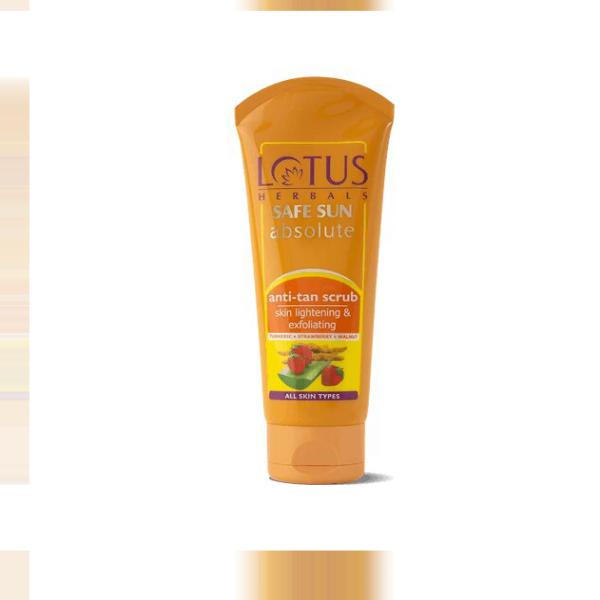 LOTUS
HERBALS
SAFE SUN
absolute
anti-tan scrub
skin lightening &
exfoliating
TURMERIC • STRAWBERRY • WALNUT
ALL SKIN TYPES